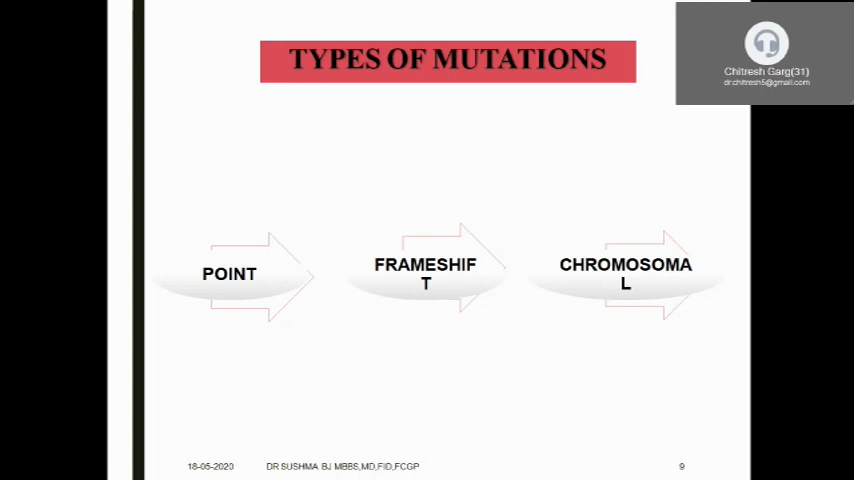 TYPES OF MUTATIONS
Chitresh Garg(31)
dr.chitresh5@gmail.com
POINT
FRAMESHIF
T
CHROMOSOMA
L
18-05-2020
DR SUSHMA BJ MBBS,MD,FID,FCGP
9